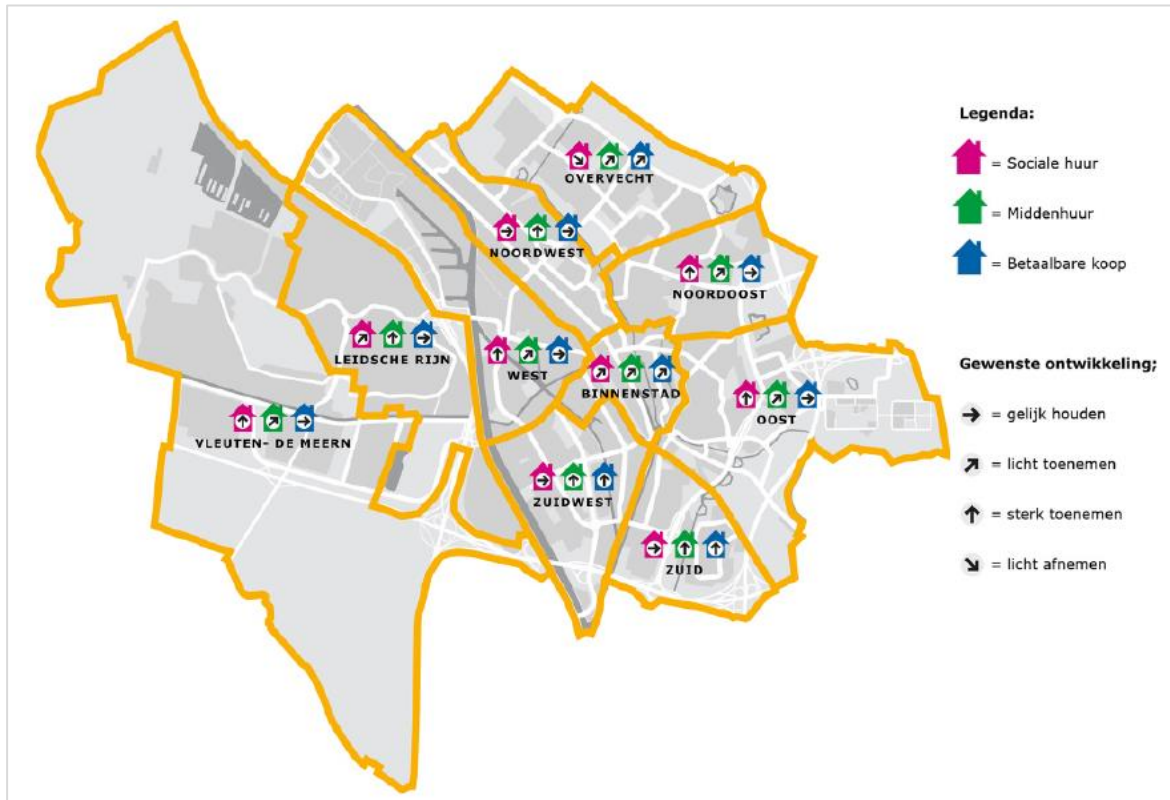 Legenda:
= Sociale huur
= Middenhuur
= Betaalbare koop
Gewenste ontwikkeling;
= gelijk houden
= licht toenemen
= sterk toenemen
= licht afnemen
OVERVECHT
NOORDWEST
NOORDOOST
LEIDSCHE RIJN
WEST
BINNENSTAD
OOST
VLEUTEN- DE MEERN
ZUIDWEST
ZUID